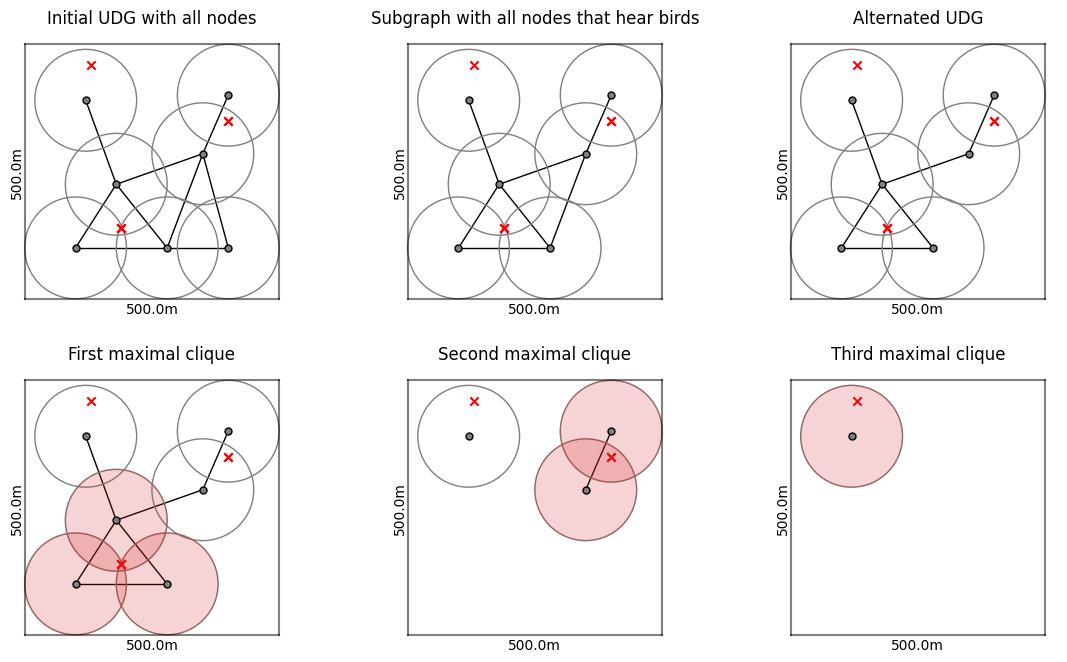 Initial UDG with all nodes
Subgraph with all nodes that hear birds
Alternated UDG
500.0m
500.0m
500.0m
500.0m
500.0m
500.0m
First maximal clique
Second maximal clique
Third maximal clique
500.0m
500.0m
500.0m
500.0m
500.0m
500.0m